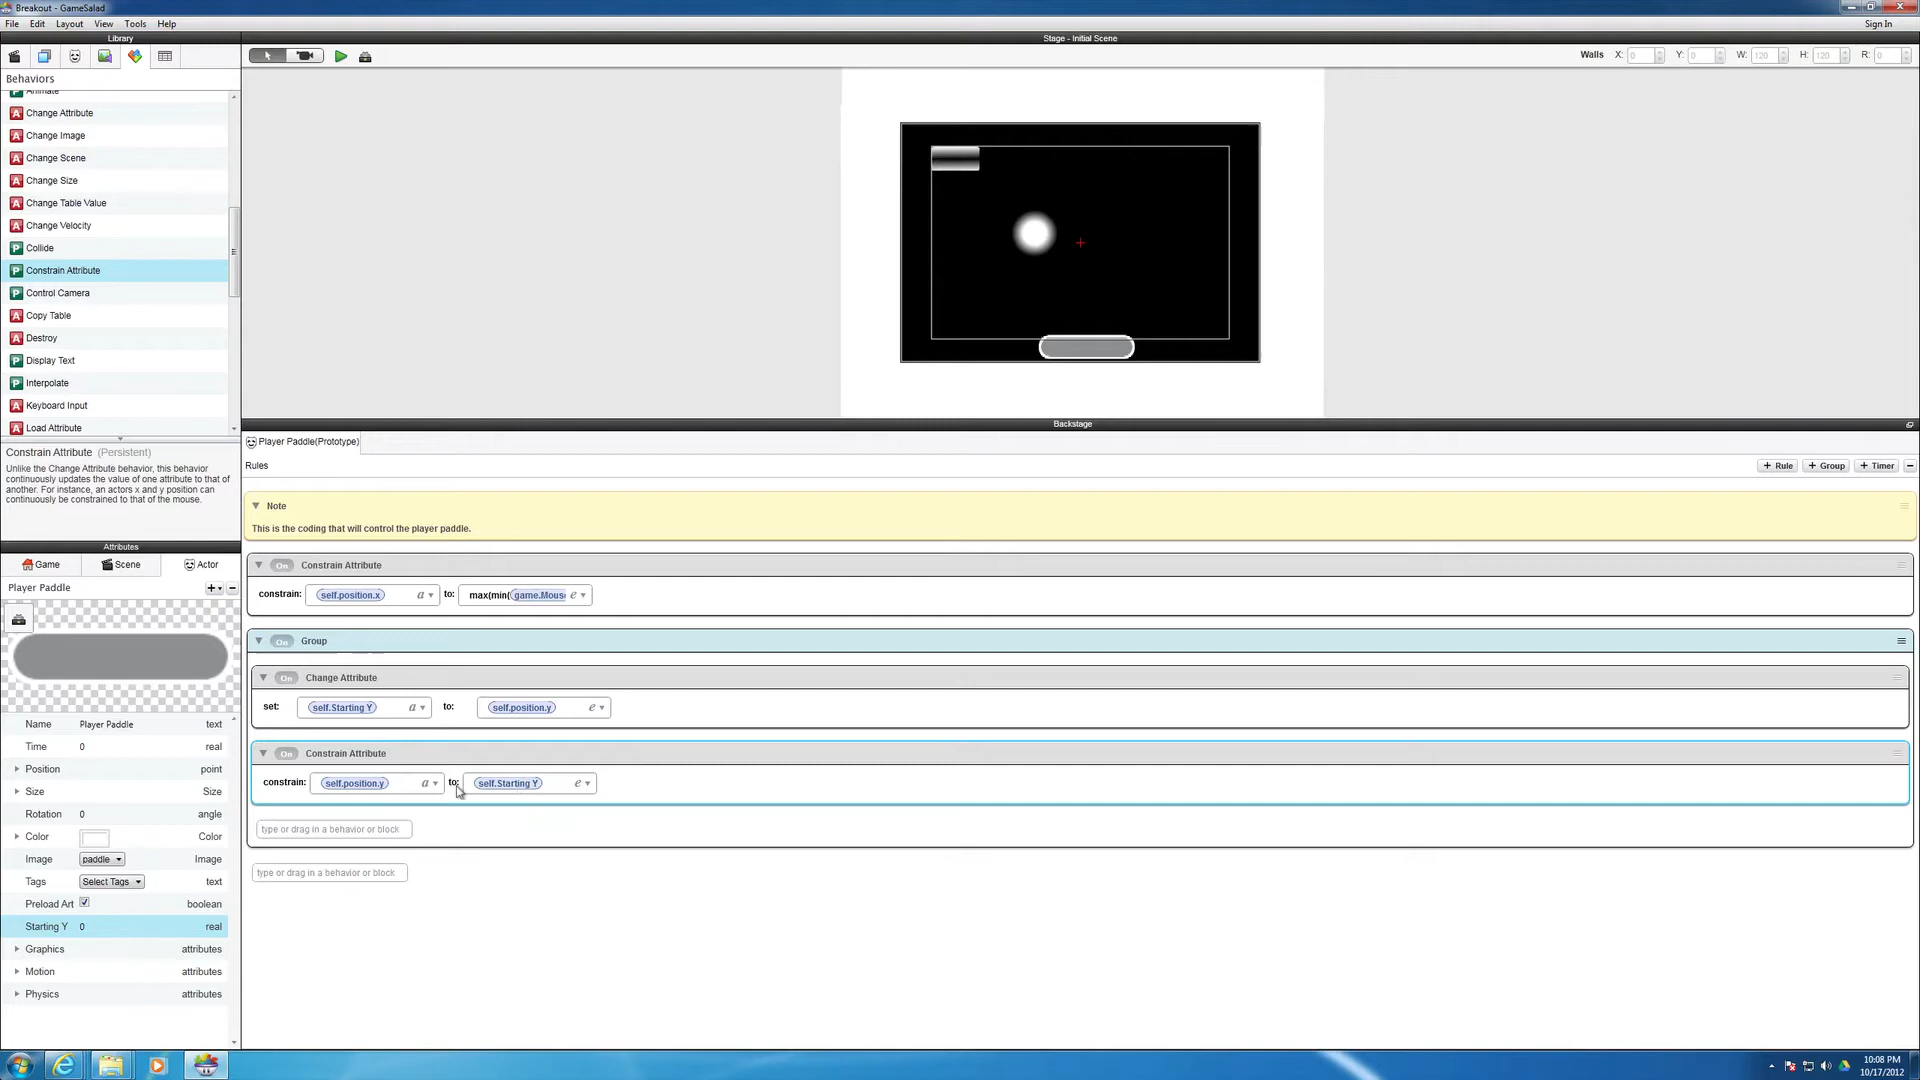 Breakout - GameSalad
File Edit Layout View Tools Help
Sign In
Library
Stage - Initial Scene
Walls X: 0 Y: 0 W: 120 H: 120 R: 0
Behaviors
Animate
Change Attribute
Change Image
Change Scene
Change Size
Change Table Value
Change Velocity
Collide
Constrain Attribute
Control Camera
Copy Table
Destroy
Display Text
Interpolate
Keyboard Input
Load Attribute
Constrain Attribute (Persistent)
Unlike the Change Attribute behavior, this behavior
continuously updates the value of one attribute to that of
another. For instance, an actors x and y position can
continuously be constrained to that of the mouse.
Attributes
Game Scene Actor
Player Paddle
Name Player Paddle text
Time 0 real
Position point
Size Size
Rotation 0 angle
Color Color
Image paddle Image
Tags Select Tags text
Preload Art boolean
Starting Y 0 real
Graphics attributes
Motion attributes
Physics attributes
Backstage
Player Paddle(Prototype)
Rules
+ Rule + Group + Timer
Note
This is the coding that will control the player paddle.
On Constrain Attribute
constrain: self.position.x a to: max(min( game.Mous e
On Group
On Change Attribute
set: self.Starting Y a to: self.position.y e
On Constrain Attribute
constrain: self.position.y a to: self.Starting Y e
type or drag in a behavior or block
type or drag in a behavior or block
10:08 PM
10/17/2012